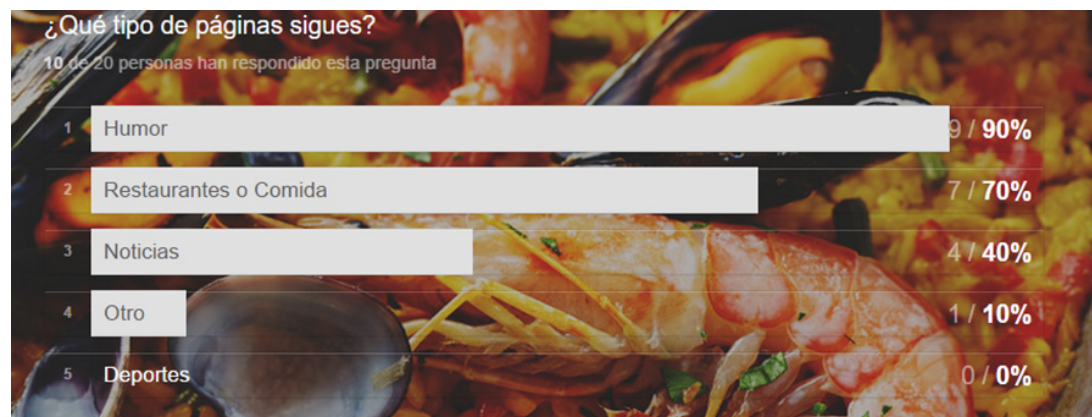 ¿Qué tipo de páginas sigues?
10 de 20 personas han respondido esta pregunta
1 Humor 9 / 90%
2 Restaurantes o Comida 7 / 70%
3 Noticias 4 / 40%
4 Otro 1 / 10%
5 Deportes 0 / 0%